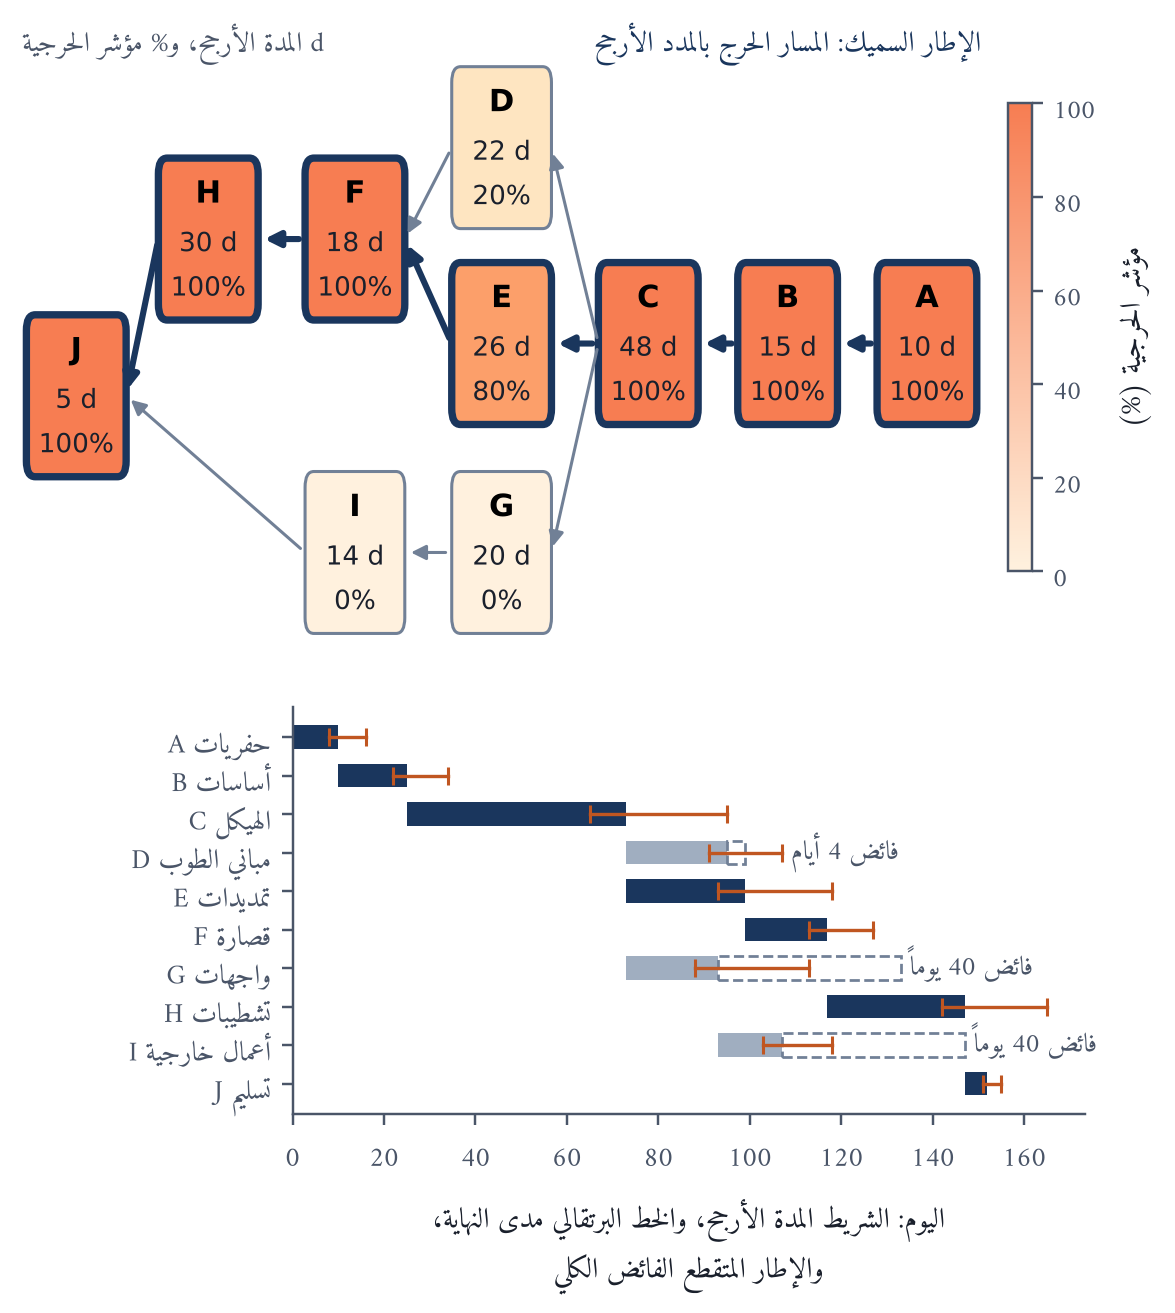 الإطار السميك: المسار الحرج بالمدد الأرجح
d المدة الأرجح، و% مؤشر الحرجية
D
22 d
20%
H
30 d
100%
F
18 d
100%
E
26 d
80%
C
48 d
100%
B
15 d
100%
A
10 d
100%
J
5 d
100%
I
14 d
0%
G
20 d
0%
100
80
60
40
20
0
مؤشر الحرجية (%)
حفريات A
أساسات B
الهيكل C
مباني الطوب D
فائض 4 أيام
تمديدات E
قصارة F
واجهات G
فائض 40 يوماً
تشطيبات H
أعمال خارجية I
فائض 40 يوماً
تسليم J
0 20 40 60 80 100 120 140 160
اليوم: الشريط المدة الأرجح، والخط البرتقالي مدى النهاية،
والإطار المتقطع الفائض الكلي